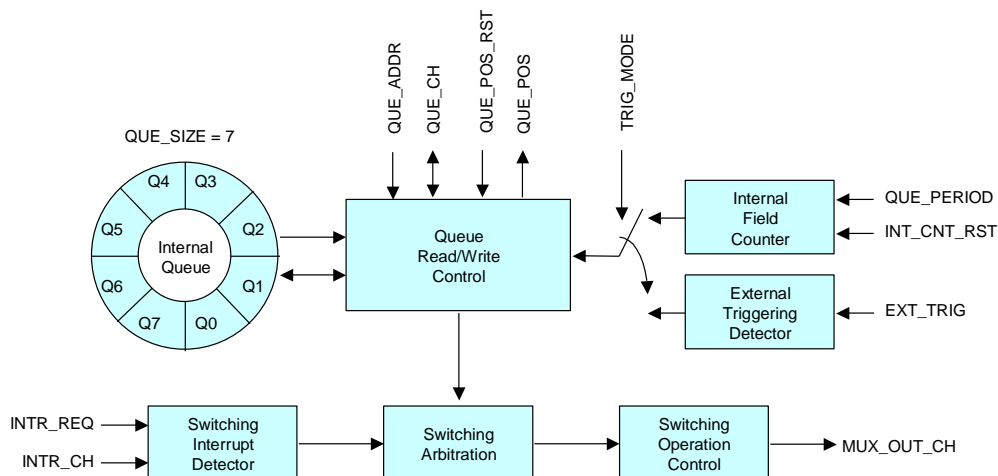 QUE_ADDR
QUE_CH
QUE_POS_RST
QUE_POS
TRIG_MODE
QUE_SIZE = 7
Q4
Q3
Q5
Q2
Internal
Queue
Q6
Q1
Q7
Q0
Queue
Read/Write
Control
Internal
Field
Counter
QUE_PERIOD
INT_CNT_RST
External
Triggering
Detector
EXT_TRIG
INTR_REQ
INTR_CH
Switching
Interrupt
Detector
Switching
Arbitration
Switching
Operation
Control
MUX_OUT_CH